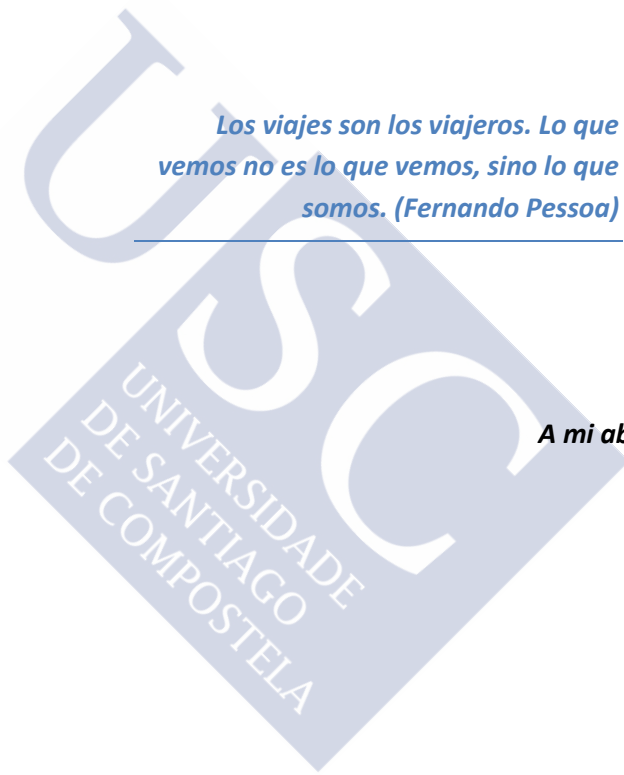 Los viajes son los viajeros. Lo que
vemos no es lo que vemos, sino lo que
somos. (Fernando Pessoa)
A mi
USC
UNIVERSIDADE
DE SANTIAGO
DE COMPOSTELA